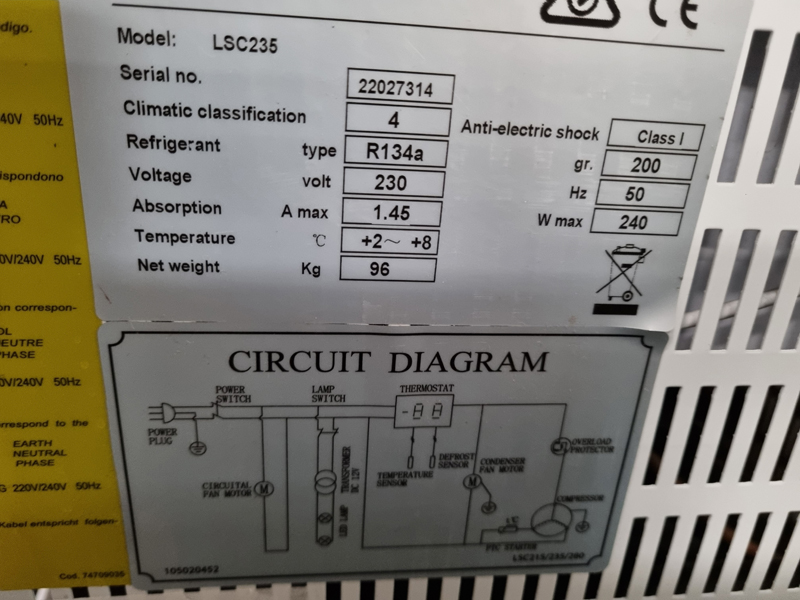 digo.
Model: LSC235
Serial no. 22027314
Climatic classification 4
Anti-electric shock Class I
Refrigerant type R134a
gr. 200
Voltage volt 230
Hz 50
Absorption A max 1.45
W max 240
Temperature °C +2~ +8
Net weight Kg 96
40V 50Hz
ispondono
A
RO
0V/240V 50Hz
on correspon-
OL
EUTRE
PHASE
0V/240V 50Hz
rrespond to the
EARTH
NEUTRAL
PHASE
G 220V/240V 50Hz
Kabel entspricht folgen-
Cod. 74709026
CIRCUIT DIAGRAM
POWER SWITCH
LAMP SWITCH
THERMOSTAT
-88
POWER PLUG
OVERLOAD PROTECTOR
TEMPERATURE SENSOR
DEFROST SENSOR
CONDENSER FAN MOTOR
M
CIRCUITAL FAN MOTOR
M
TRANSFORMER DC 12V
LED LAMP
COMPRESSOR
PTC STARTER
105020452
LSC215/235/280